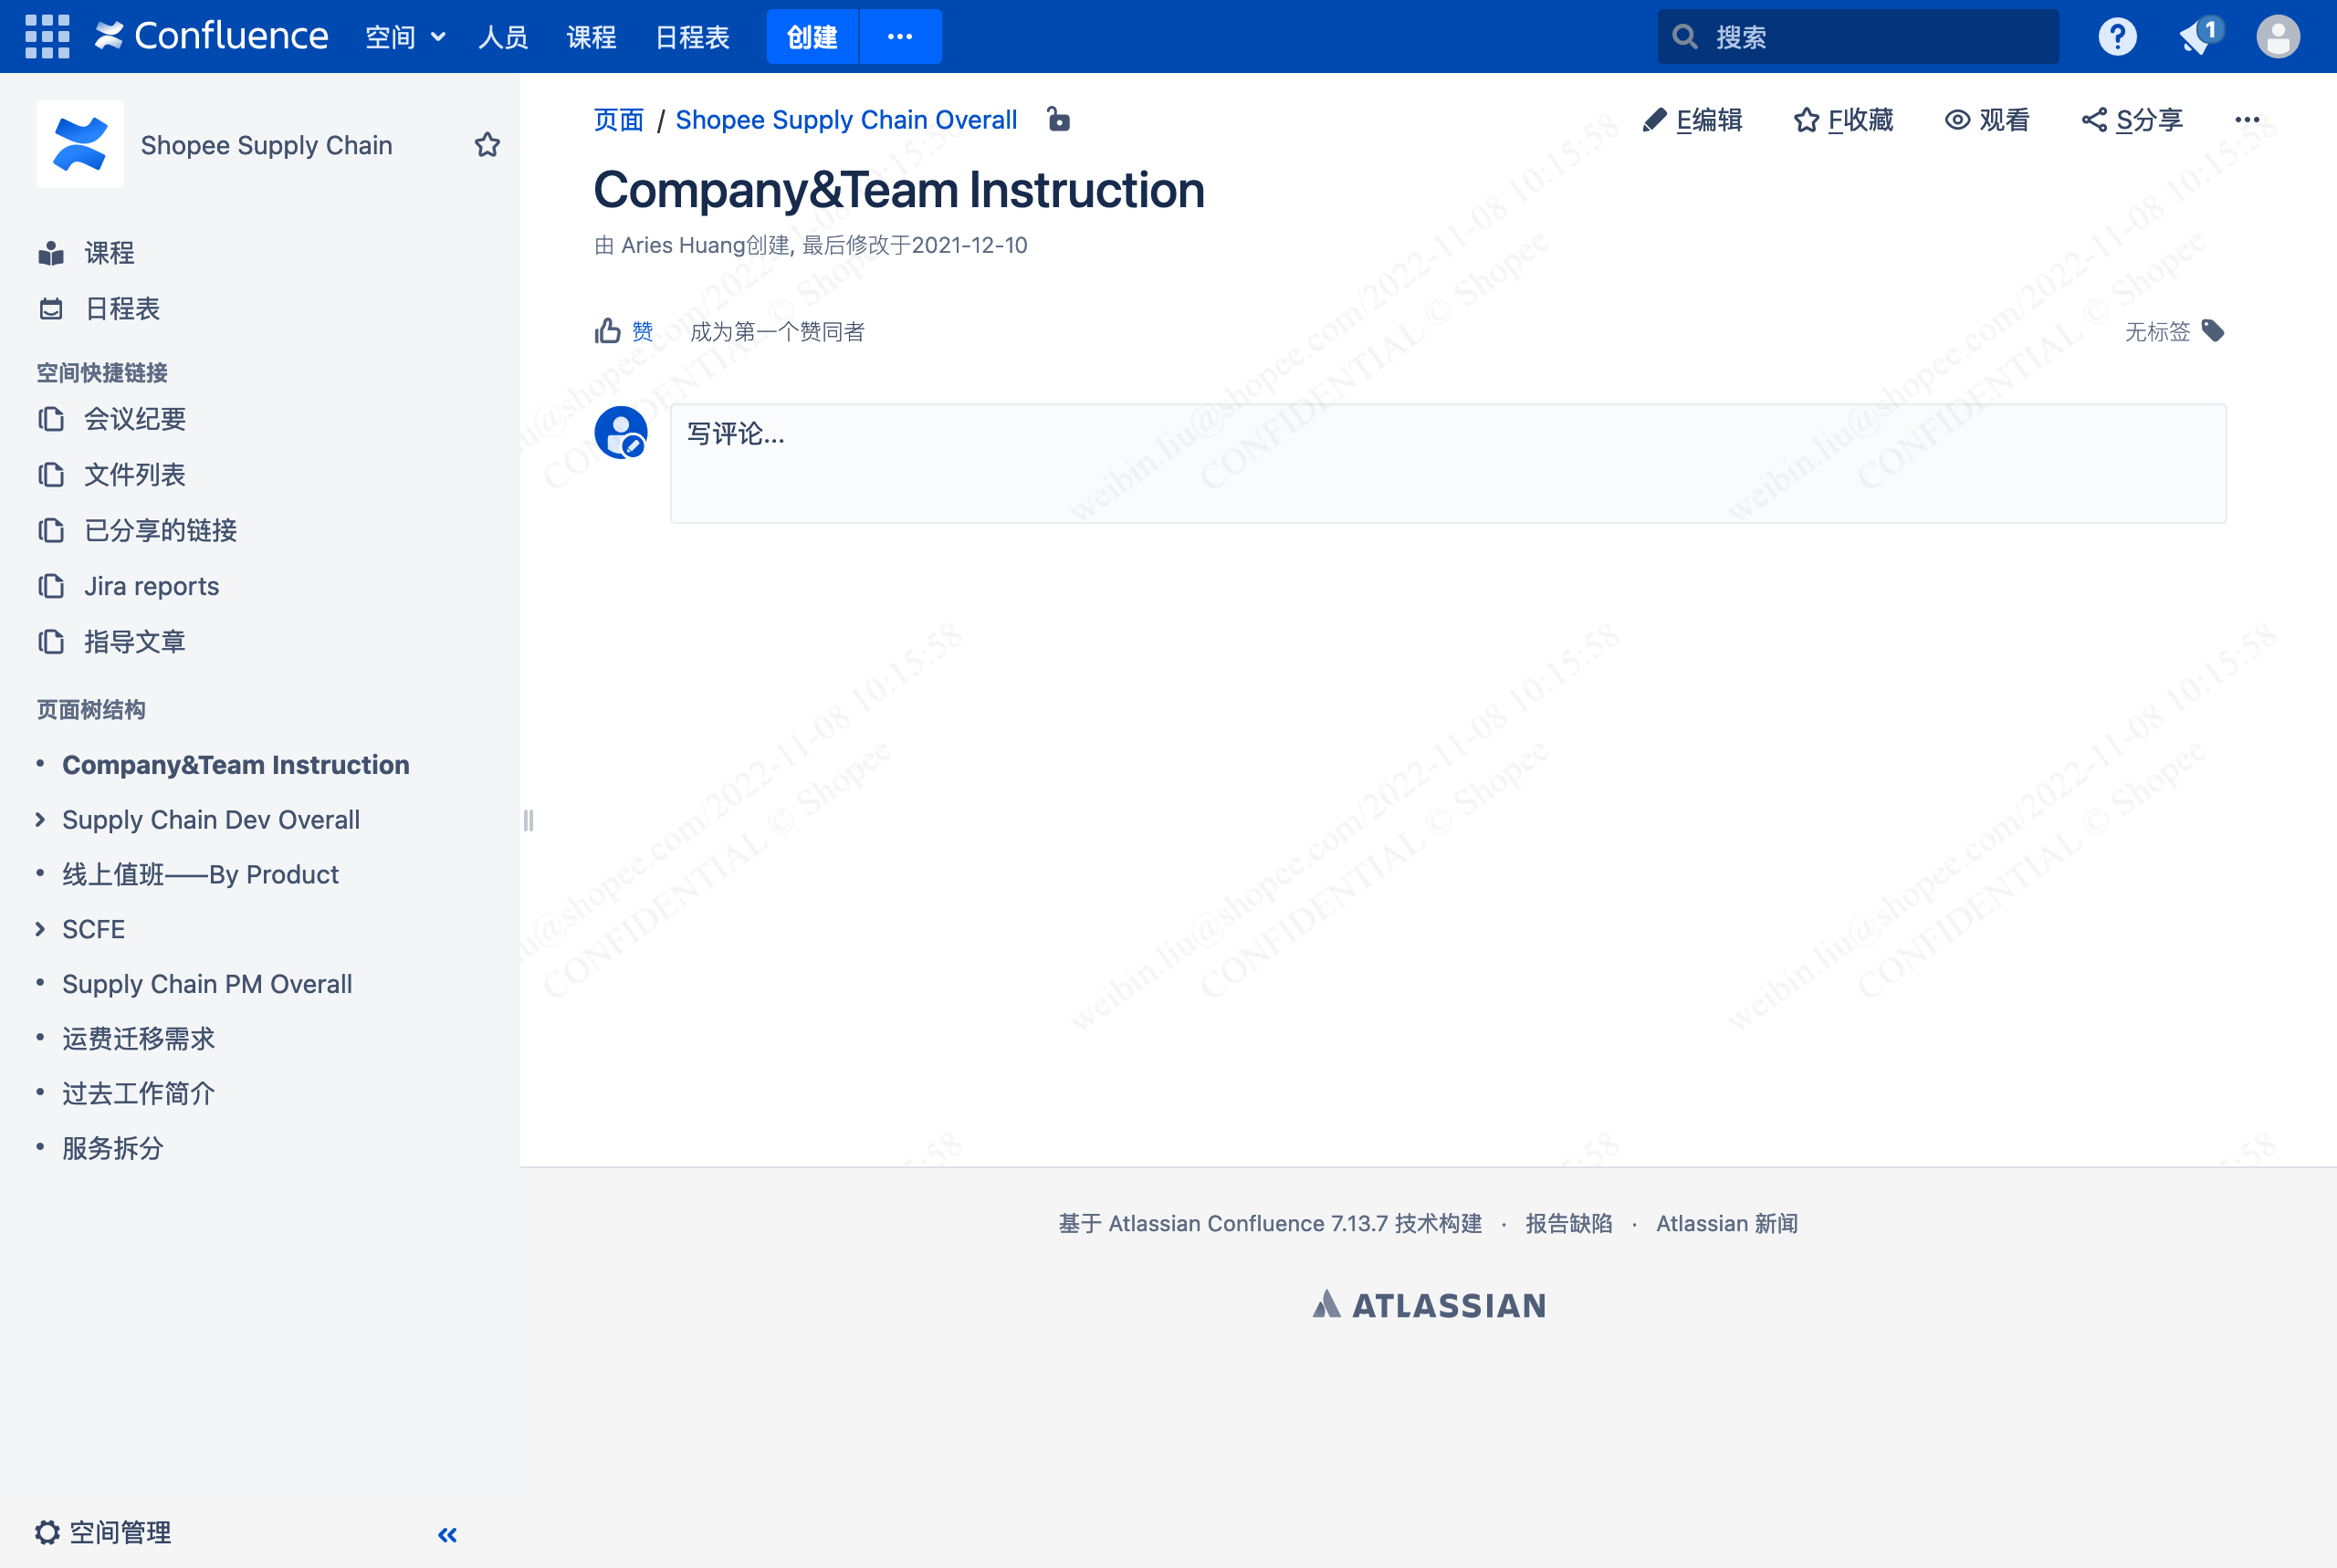 Confluence 空间 人员 课程 日程表 创建 ··· 搜索 ? 1
Shopee Supply Chain
课程
日程表
空间快捷链接
会议纪要
文件列表
已分享的链接
Jira reports
指导文章
页面树结构
Company&Team Instruction
Supply Chain Dev Overall
线上值班——By Product
SCFE
Supply Chain PM Overall
运费迁移需求
过去工作简介
服务拆分
空间管理
页面 / Shopee Supply Chain Overall
E编辑 F收藏 观看 S分享 ···
Company&Team Instruction
由 Aries Huang创建, 最后修改于2021-12-10
赞 成为第一个赞同者
无标签
写评论...
weibin.liu@shopee.com/2022-11-08 10:15:58
CONFIDENTIAL © Shopee
基于 Atlassian Confluence 7.13.7 技术构建 · 报告缺陷 · Atlassian 新闻
ATLASSIAN